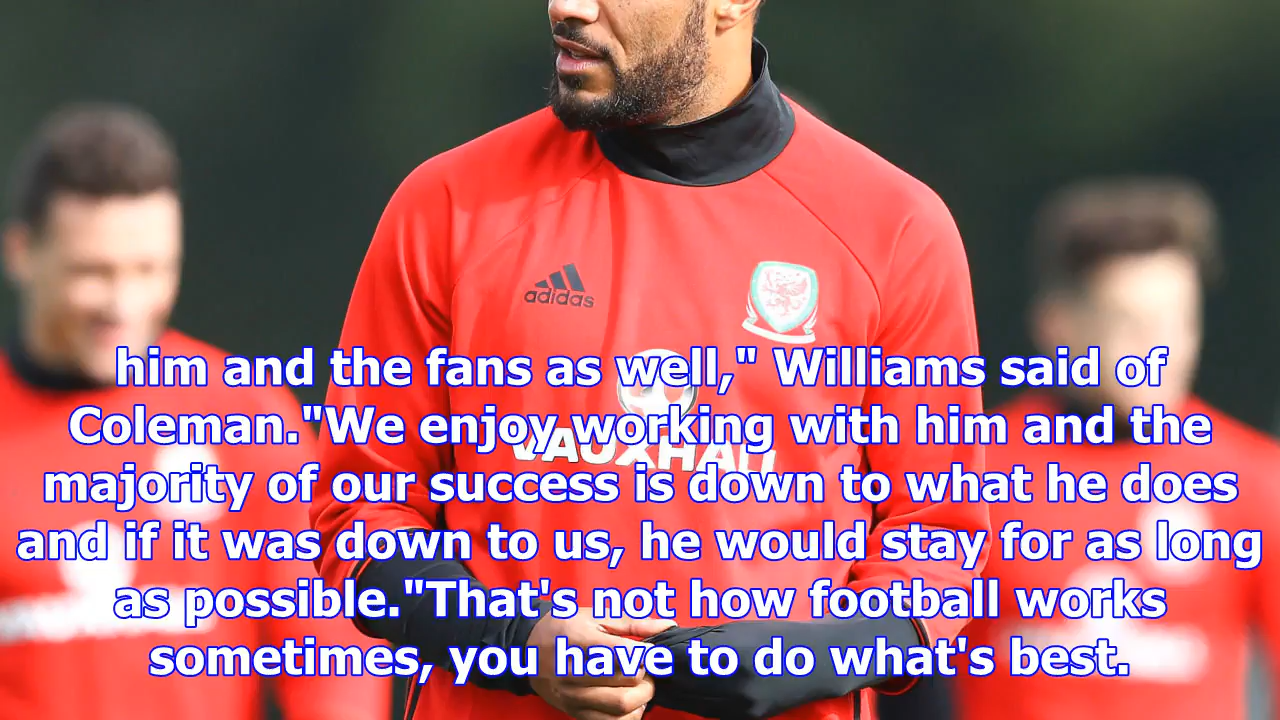 adidas
him and the fans as well," Williams said of
Coleman."We enjoy working with him and the
VAUXHALL
majority of our success is down to what he does
and if it was down to us, he would stay for as long
as possible."That's not how football works
sometimes, you have to do what's best.